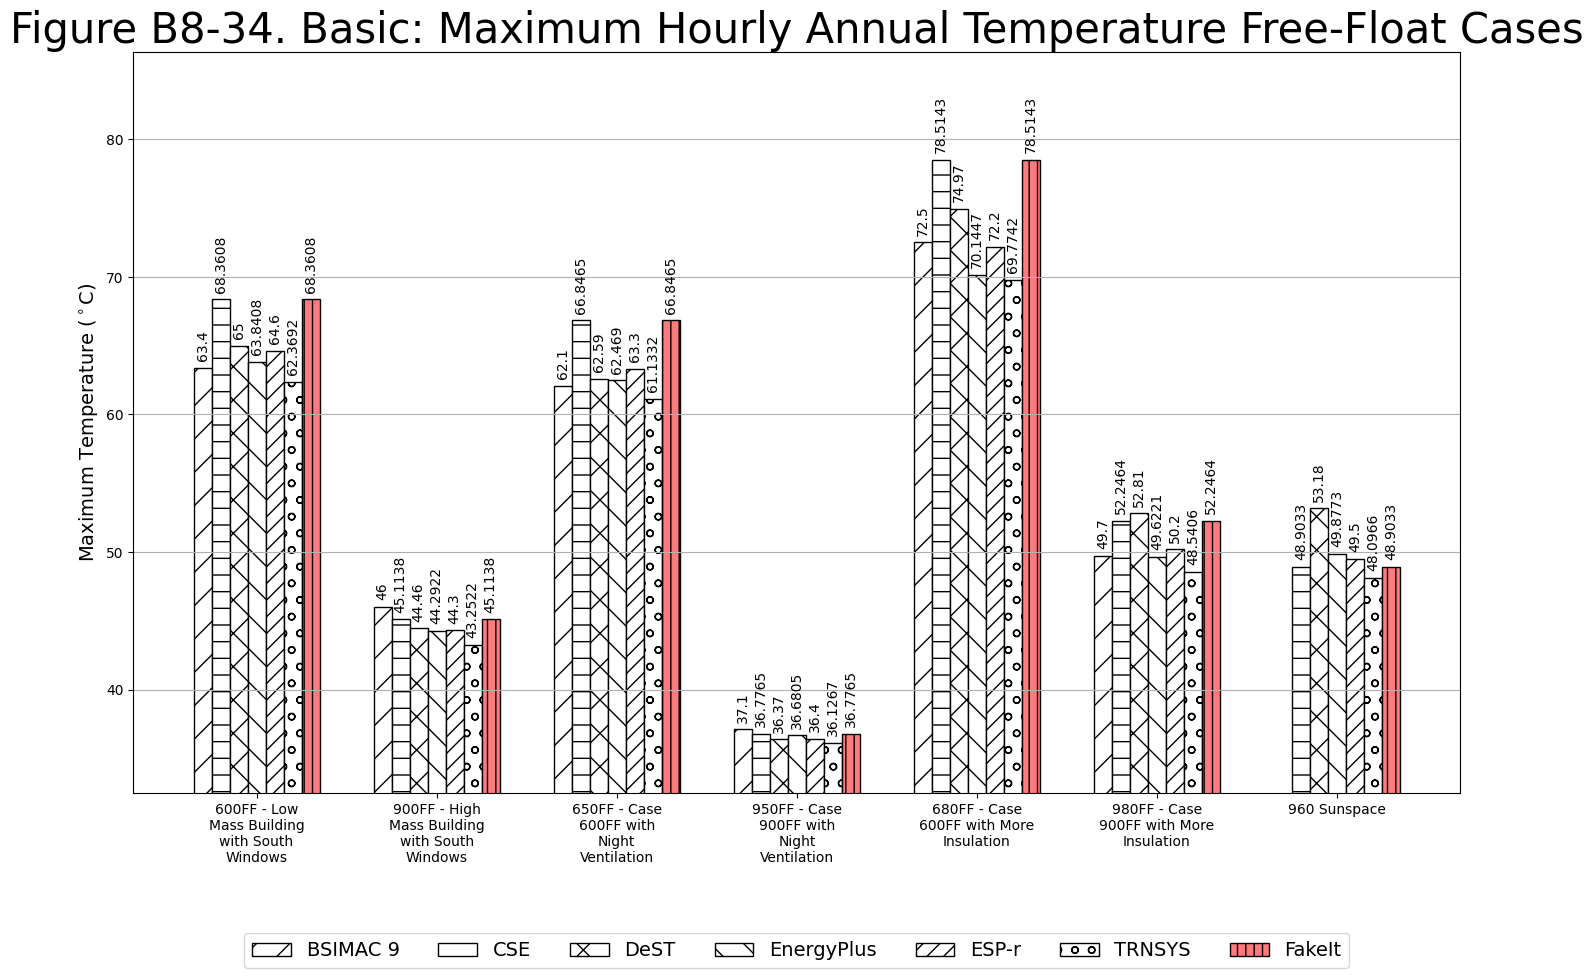 Figure B8-34. Basic: Maximum Hourly Annual Temperature Free-Float Cases
Maximum Temperature (°C)
80
70
60
50
40
63.4
68.3608
65
63.8408
64.6
62.3692
68.3608
46
45.1138
44.46
44.2922
44.3
43.2522
45.1138
62.1
66.8465
62.59
62.469
63.3
61.1332
66.8465
37.1
36.7765
36.37
36.6805
36.4
36.1267
36.7765
72.5
78.5143
74.97
70.1447
72.2
69.7742
78.5143
49.7
52.2464
52.81
49.6221
50.2
48.5406
52.2464
48.9033
53.18
49.8773
49.5
48.0966
48.9033
600FF - Low
Mass Building
with South
Windows
900FF - High
Mass Building
with South
Windows
650FF - Case
600FF with
Night
Ventilation
950FF - Case
900FF with
Night
Ventilation
680FF - Case
600FF with More
Insulation
980FF - Case
900FF with More
Insulation
960 Sunspace
BSIMAC 9
CSE
DeST
EnergyPlus
ESP-r
TRNSYS
FakeIt